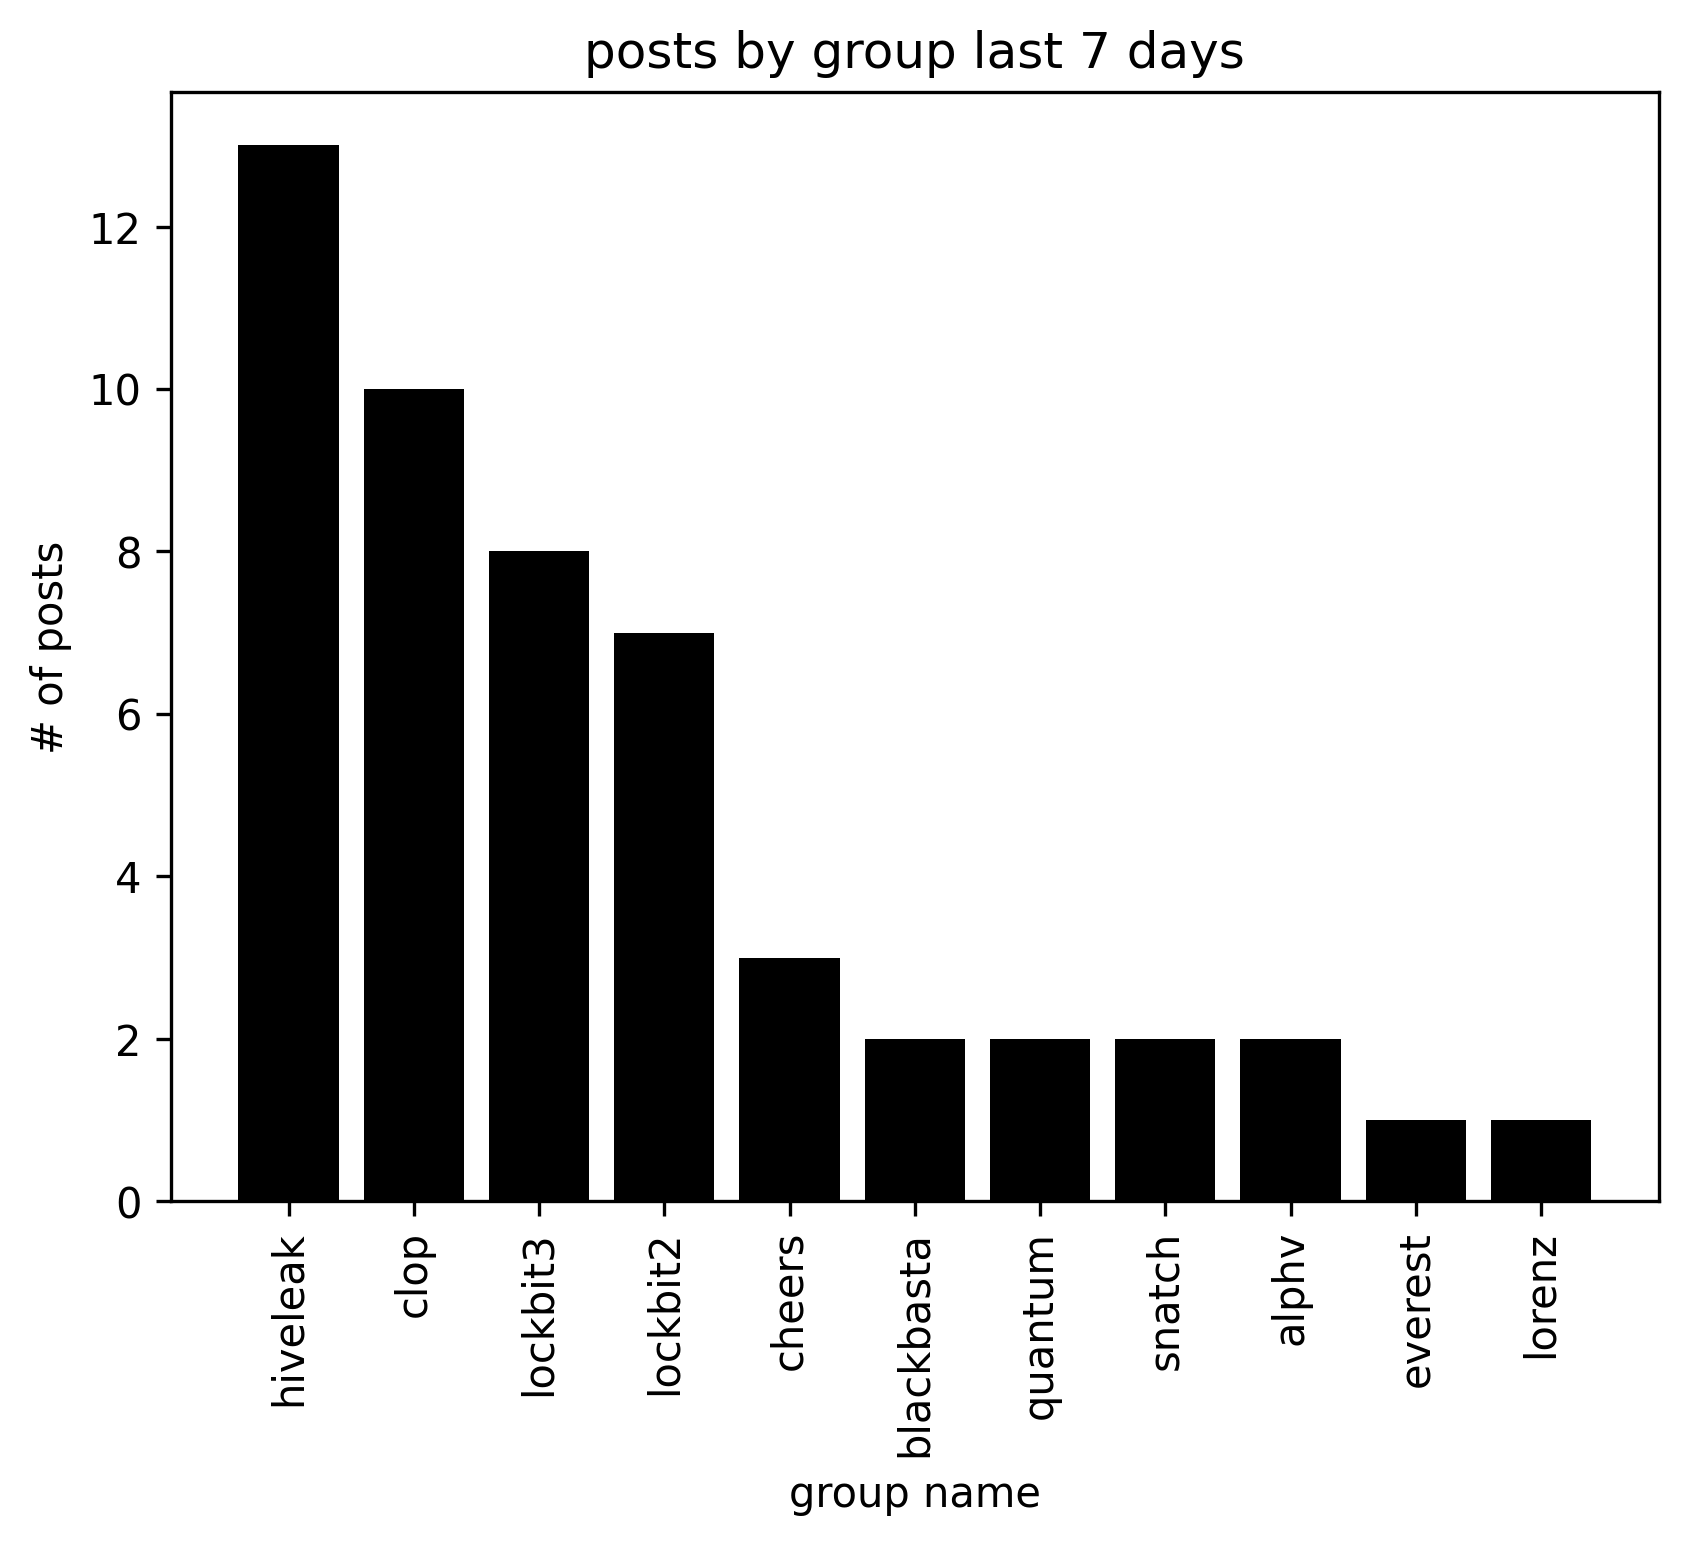 posts by group last 7 days
12
10
8
6
4
2
0
# of posts
hiveleak
clop
lockbit3
lockbit2
cheers
blackbasta
quantum
snatch
alphv
everest
lorenz
group name